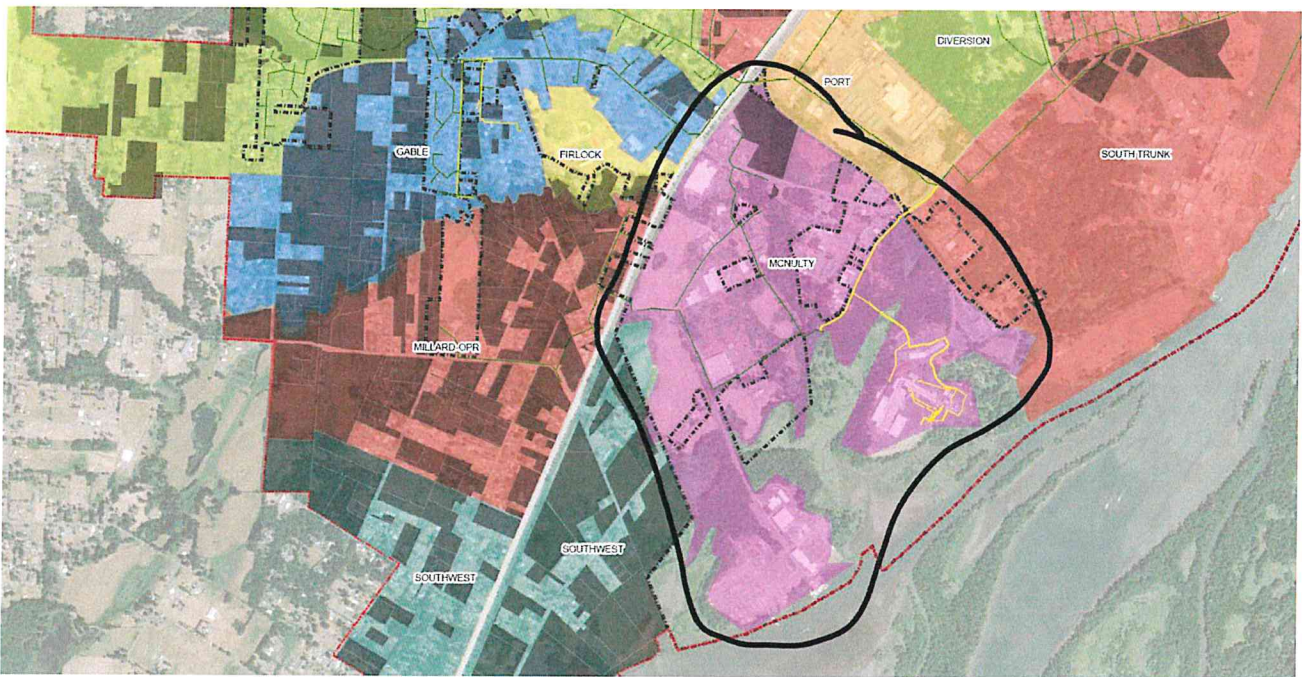 DIVERSION
PORT
GABLE
FIRLOCK
SOUTH TRUNK
MCNULTY
MILLARD-OPR
SOUTHWEST
SOUTHWEST